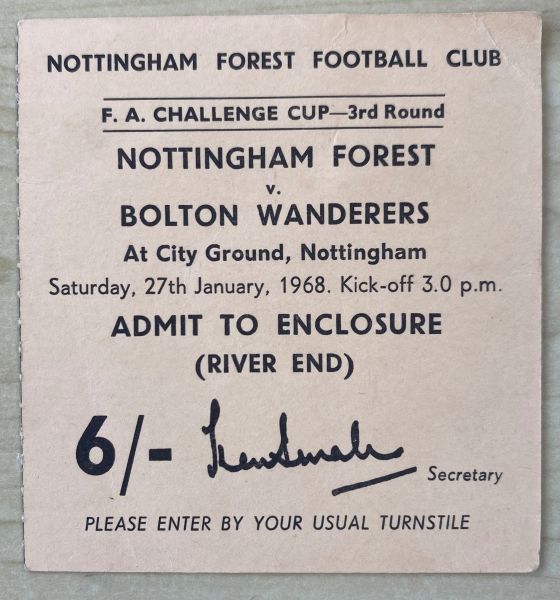 NOTTINGHAM FOREST FOOTBALL CLUB
F. A. CHALLENGE CUP—3rd Round
NOTTINGHAM FOREST
v.
BOLTON WANDERERS
At City Ground, Nottingham
Saturday, 27th January, 1968. Kick-off 3.0 p.m.
ADMIT TO ENCLOSURE
(RIVER END)
6/-
Secretary
PLEASE ENTER BY YOUR USUAL TURNSTILE